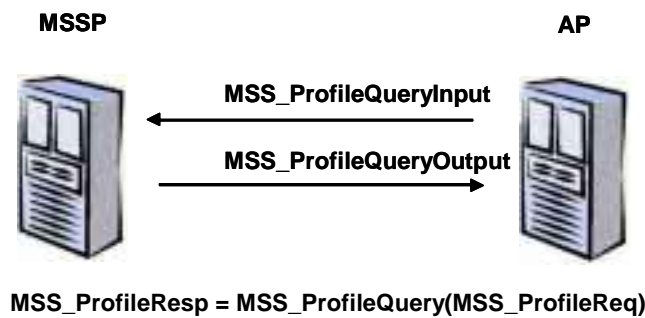 MSSP
AP
MSS_ProfileQueryInput
MSS_ProfileQueryOutput
MSS_ProfileResp = MSS_ProfileQuery(MSS_ProfileReq)